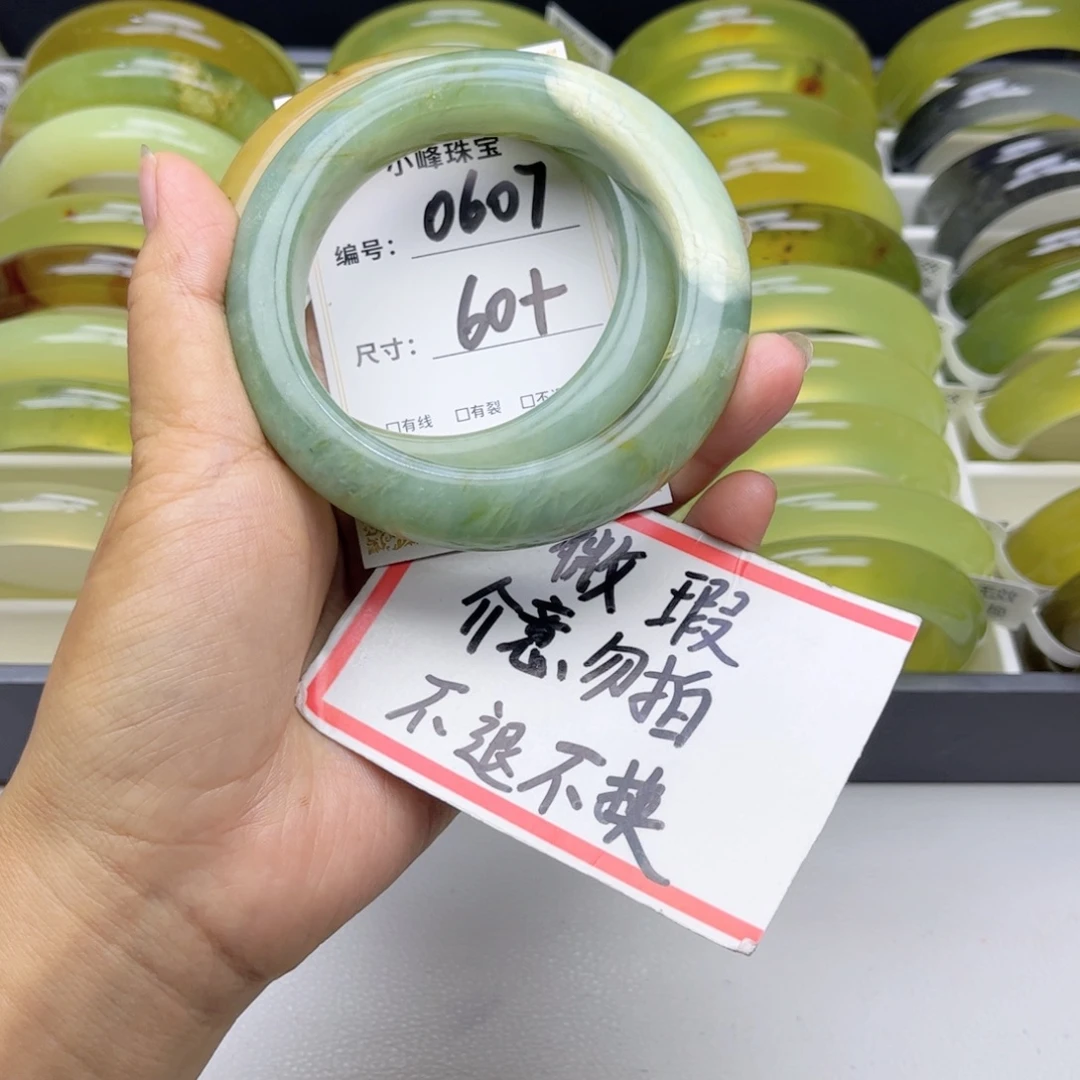 小峰珠宝
编号： 0607
尺寸： 60+
□有线 □有裂 □不
微瑕
介意勿拍
不退不换